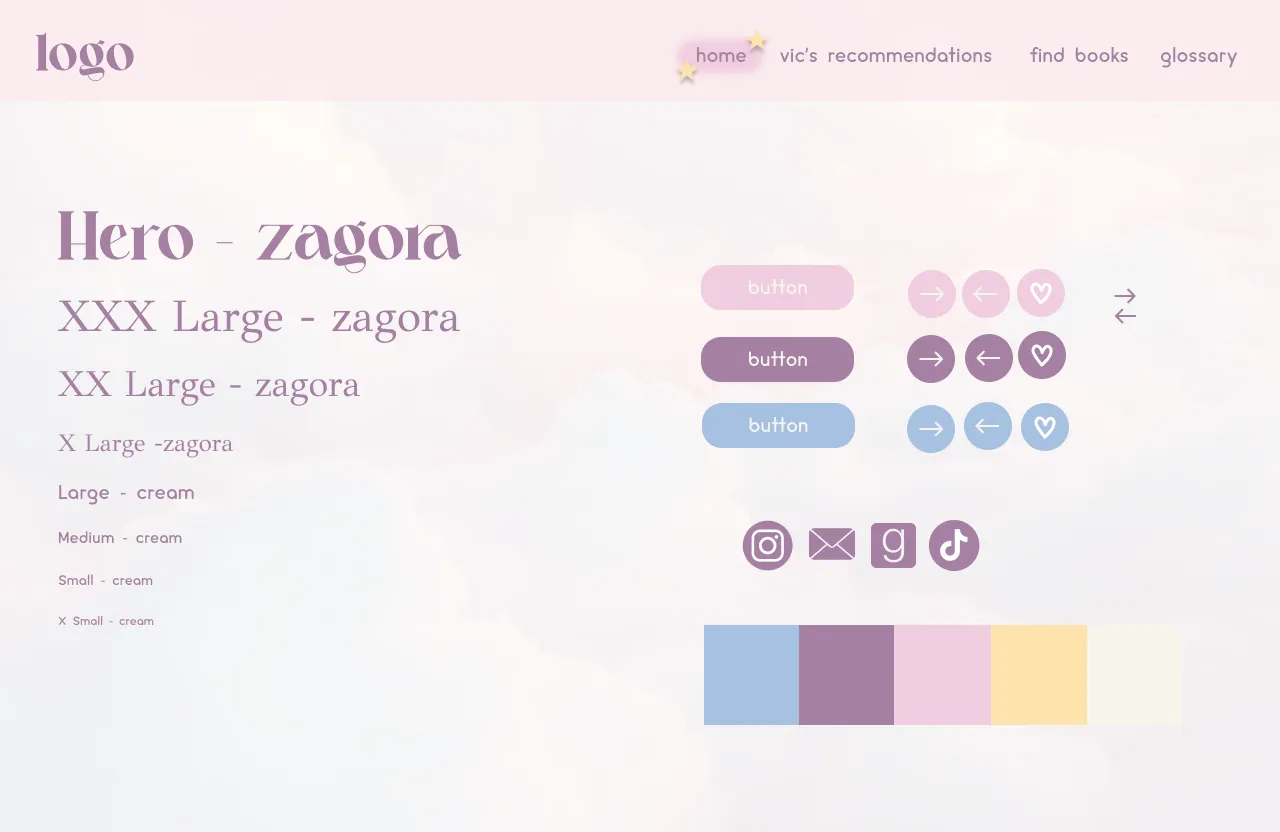 logo
home vic's recommendations find books glossary
Hero - zagora
XXX Large - zagora
XX Large - zagora
X Large -zagora
Large - cream
Medium - cream
Small - cream
X Small - cream
button
button
button
g